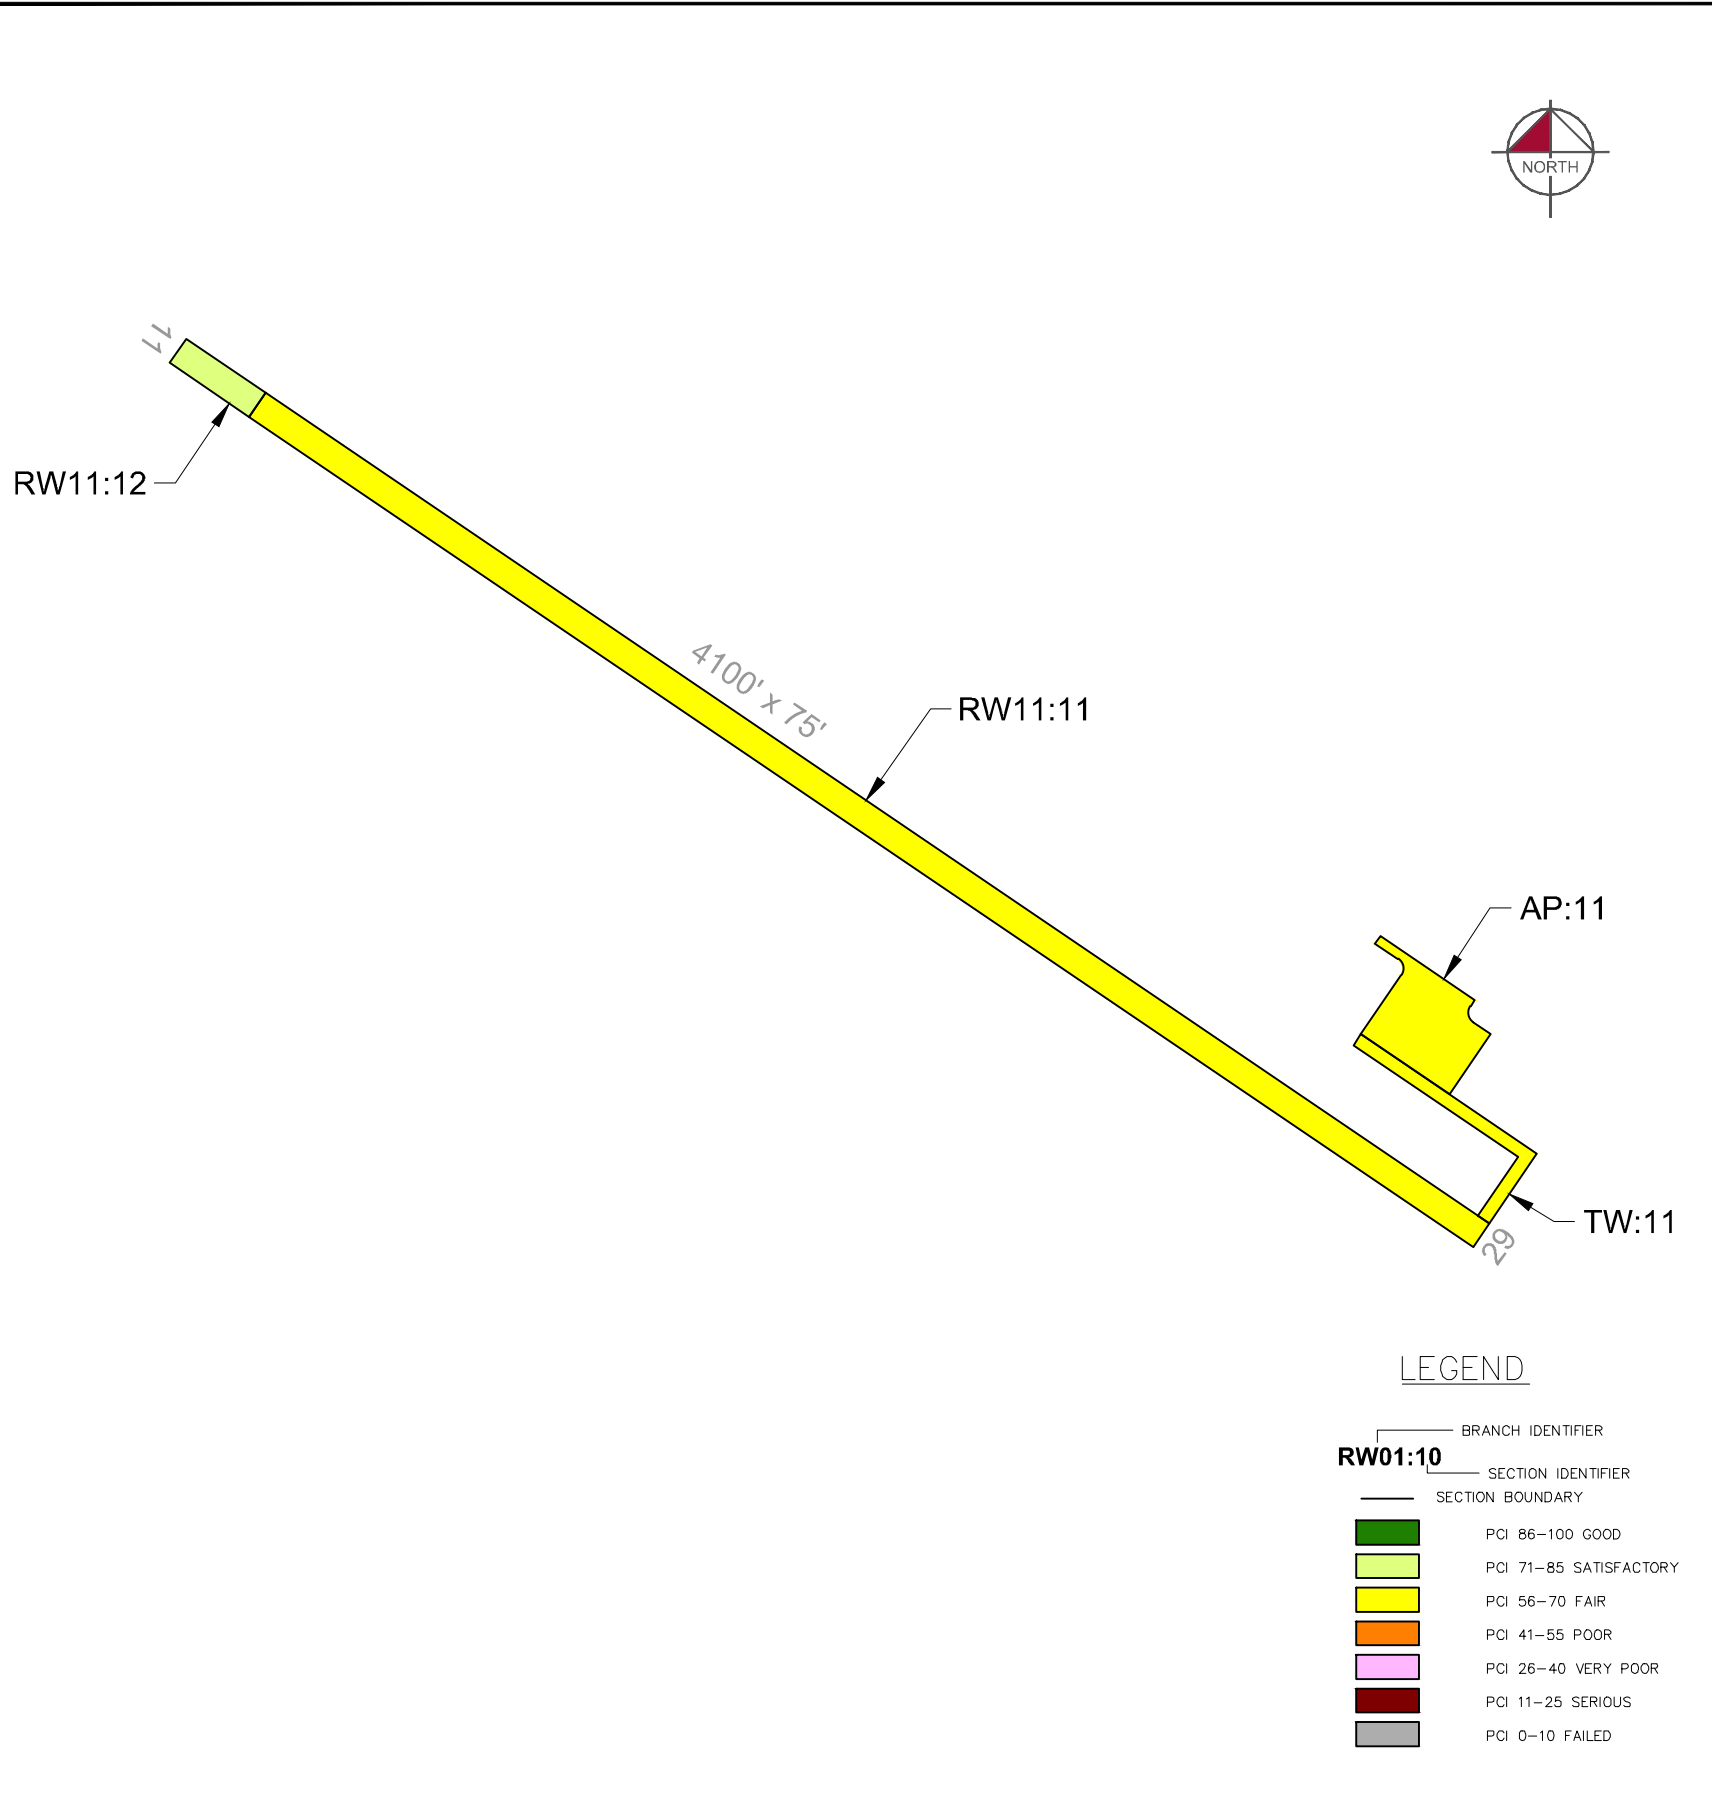 NORTH
11
RW11:12
4100' x 75'
RW11:11
AP:11
TW:11
29
LEGEND
BRANCH IDENTIFIER
RW01:10
SECTION IDENTIFIER
SECTION BOUNDARY
PCI 86-100 GOOD
PCI 71-85 SATISFACTORY
PCI 56-70 FAIR
PCI 41-55 POOR
PCI 26-40 VERY POOR
PCI 11-25 SERIOUS
PCI 0-10 FAILED